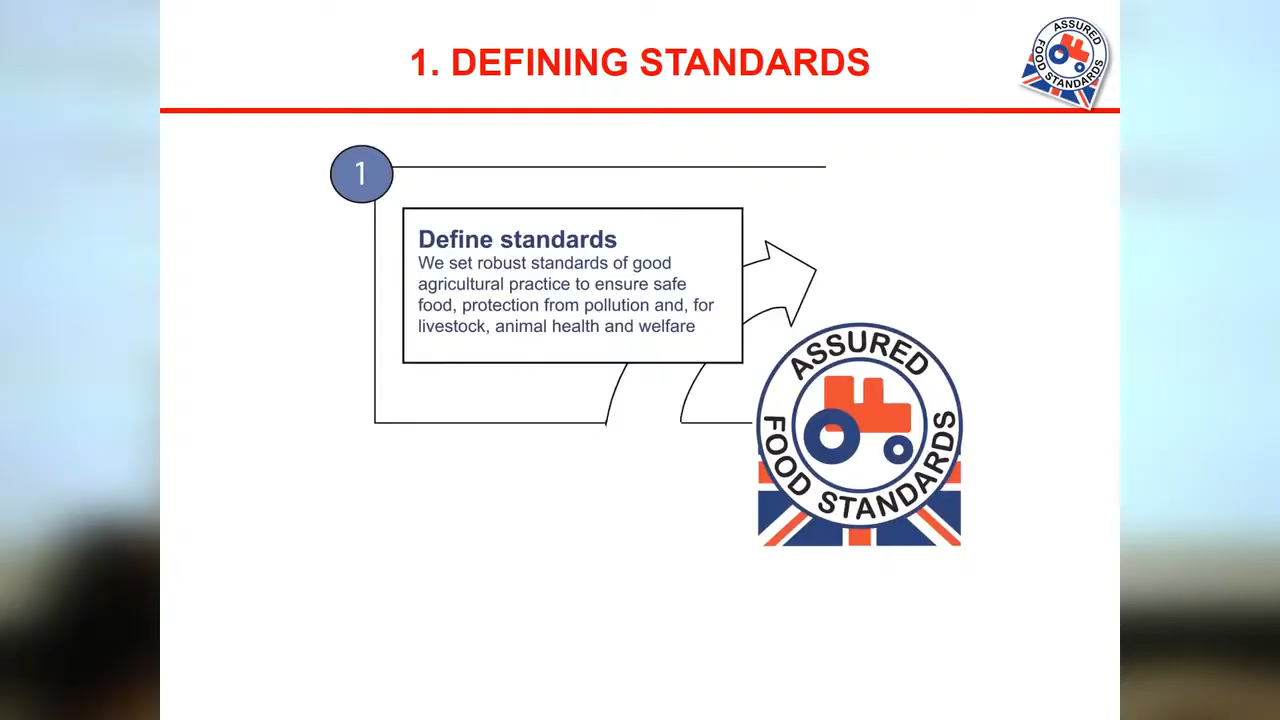 1. DEFINING STANDARDS
ASSURED
FOOD STANDARDS
1
Define standards
We set robust standards of good
agricultural practice to ensure safe
food, protection from pollution and, for
livestock, animal health and welfare
ASSURED
FOOD STANDARDS